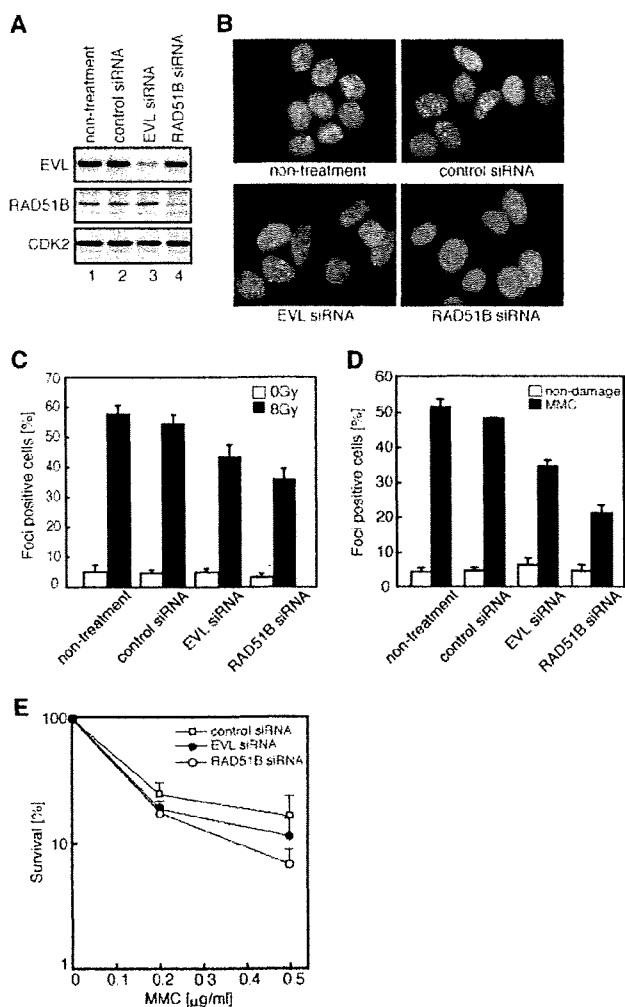 A
non-treatment
control siRNA
EVL siRNA
RAD51B siRNA
EVL
RAD51B
CDK2
1 2 3 4
B
non-treatment
control siRNA
EVL siRNA
RAD51B siRNA
C
Foci positive cells [%]
70
60
50
40
30
20
10
0
0Gy
8Gy
non-treatment
control siRNA
EVL siRNA
RAD51B siRNA
D
Foci positive cells [%]
60
50
40
30
20
10
0
non-damage
MMC
non-treatment
control siRNA
EVL siRNA
RAD51B siRNA
E
Survival [%]
100
10
1
control siRNA
EVL siRNA
RAD51B siRNA
0 0.1 0.2 0.3 0.4 0.5
MMC [µg/ml]